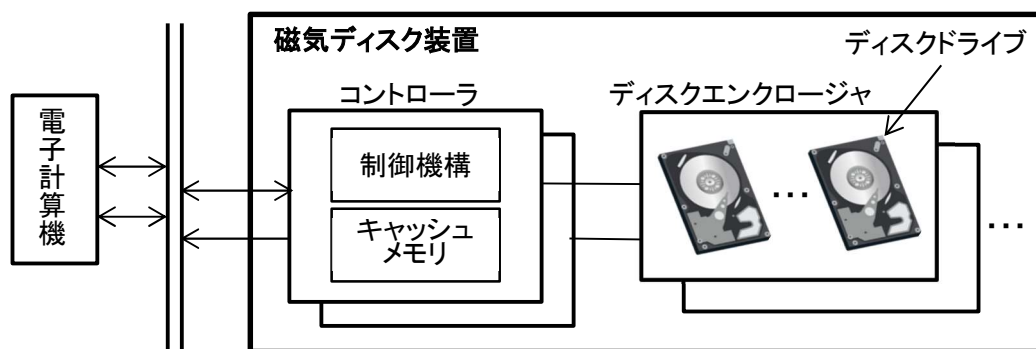 磁気ディスク装置
ディスクドライブ
コントローラ
ディスクエンクロージャ
電子計算機
制御機構
キャッシュ
メモリ
…
…